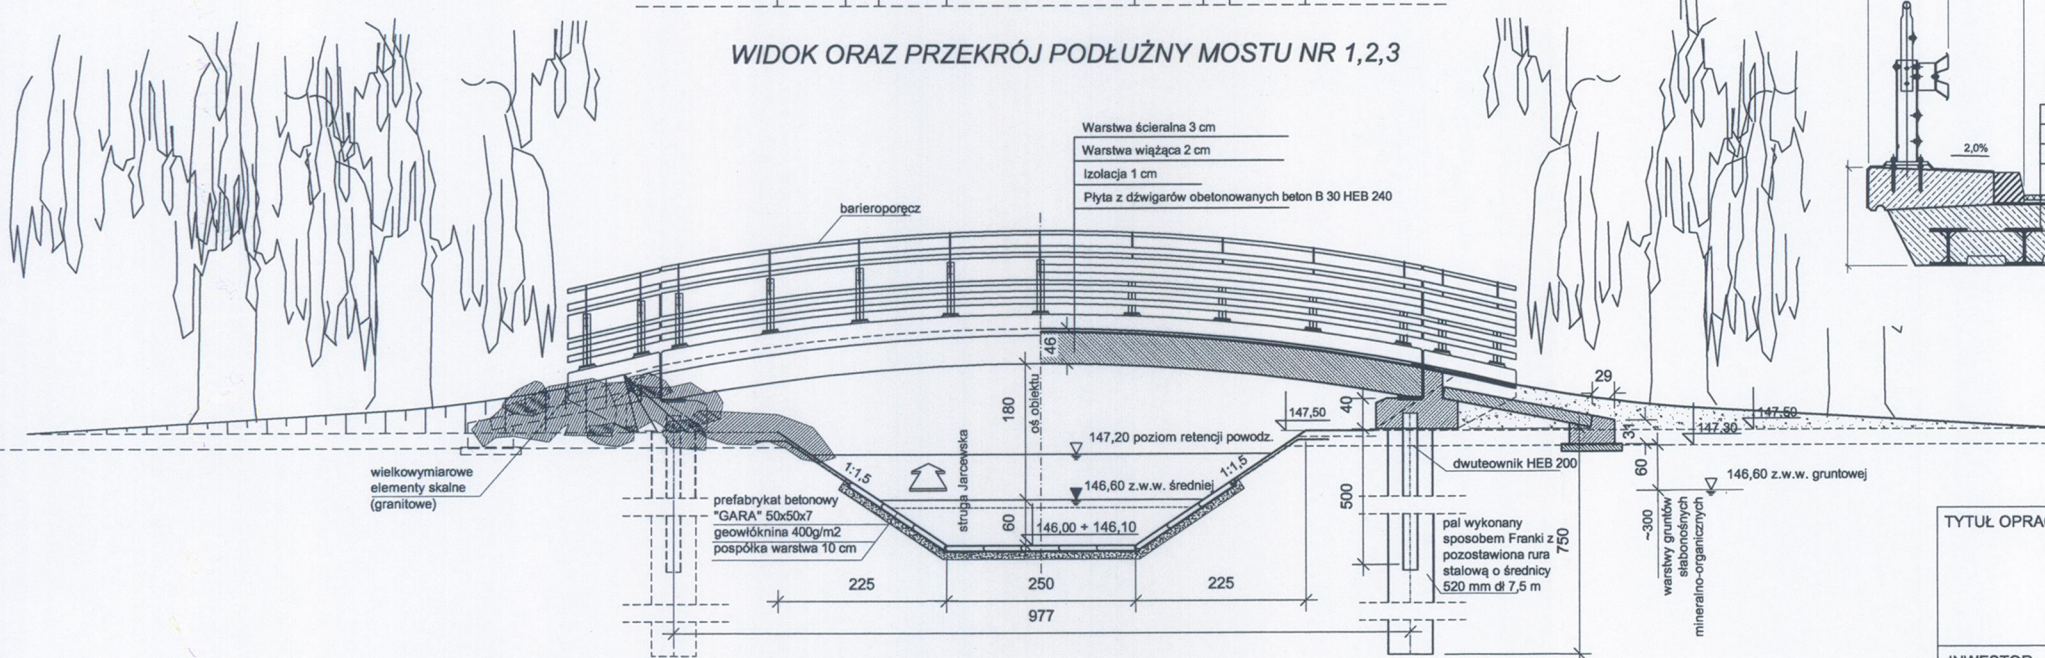 WIDOK ORAZ PRZEKRÓJ PODŁUŻNY MOSTU NR 1,2,3
Warstwa ścieralna 3 cm
Warstwa wiążąca 2 cm
Izolacja 1 cm
Płyta z dźwigarów obetonowanych beton B 30 HEB 240
2,0%
barieroporęcz
46
180
oś obiektu
40
29
147,50
147,50
147,30
31
147,20 poziom retencji powodz.
dwuteownik HEB 200
60
146,60 z.w.w. gruntowej
1:1,5
1:1,5
wielkowymiarowe
elementy skalne
(granitowe)
struga Jarcewska
146,60 z.w.w. średniej
prefabrykat betonowy
"GARA" 50x50x7
geowłóknina 400g/m2
pospółka warstwa 10 cm
60
146,00 + 146,10
500
pal wykonany
sposobem Franki z
pozostawiona rura
stalową o średnicy
520 mm dł 7,5 m
750
~300
warstwy gruntów
słabonośnych
mineralno-organicznych
TYTUŁ OPRA
225
250
225
977
INWESTOR